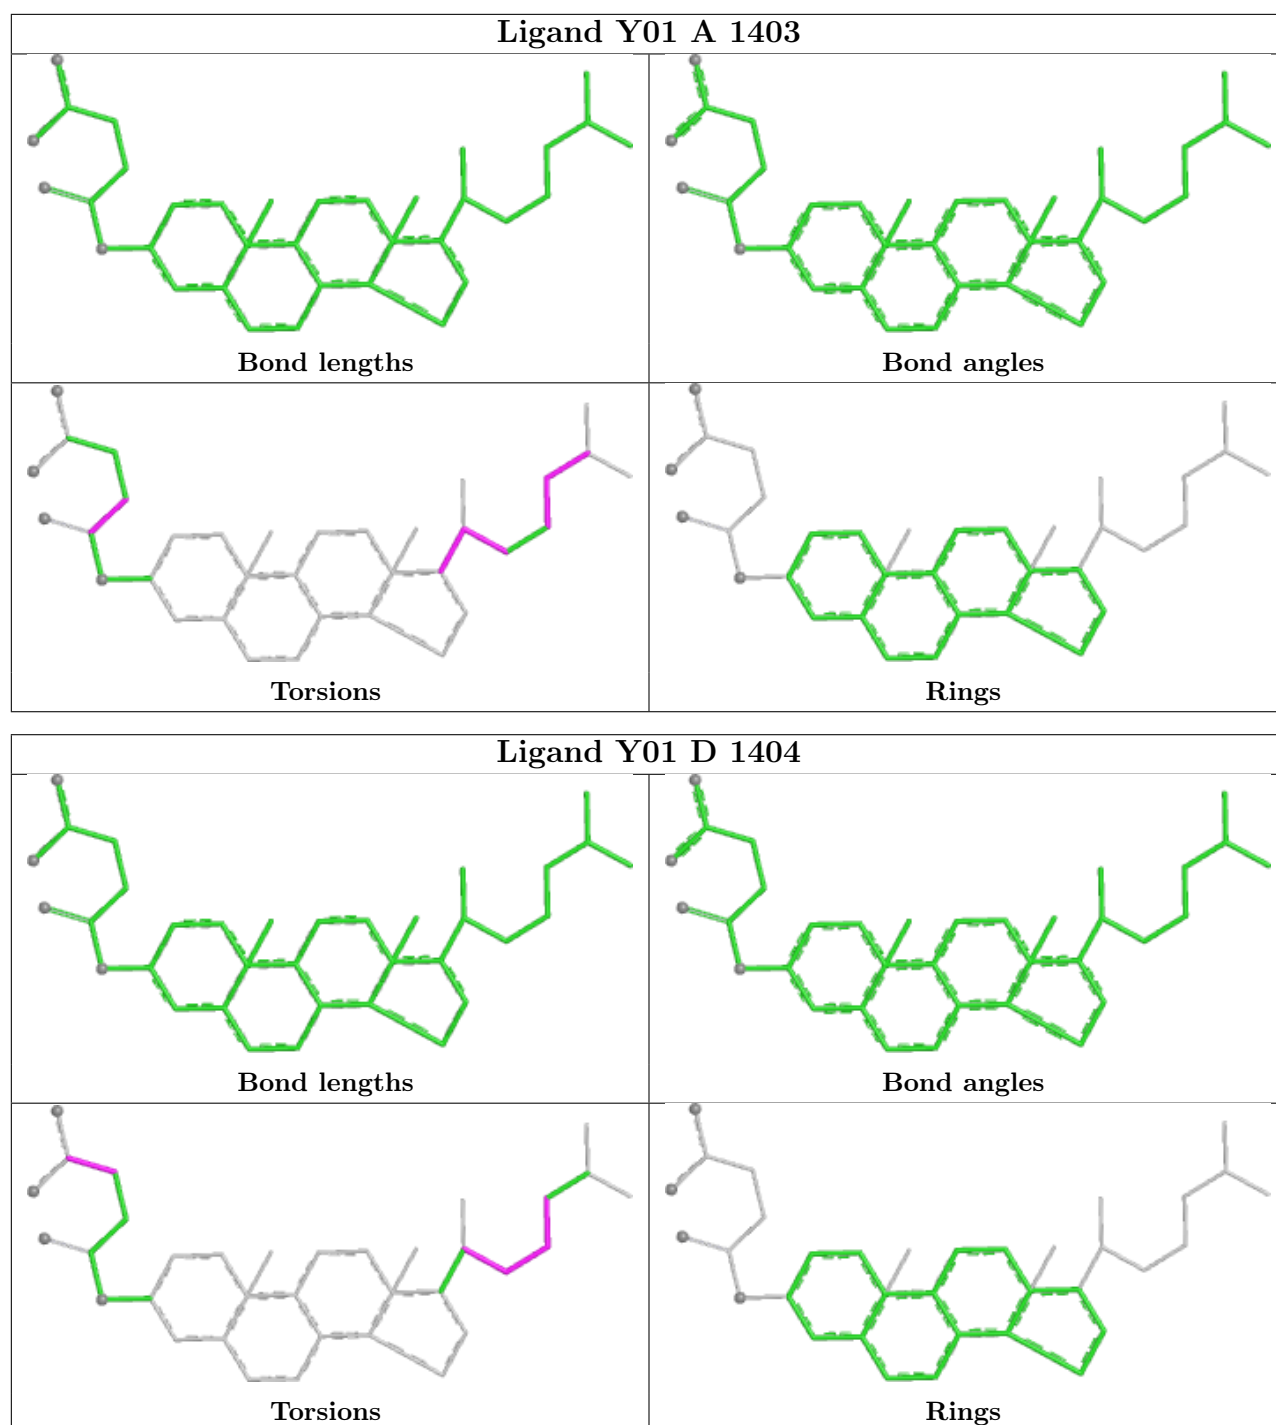 Ligand Y01 A 1403
Bond lengths
Bond angles
Torsions
Rings
Ligand Y01 D 1404
Bond lengths
Bond angles
Torsions
Rings